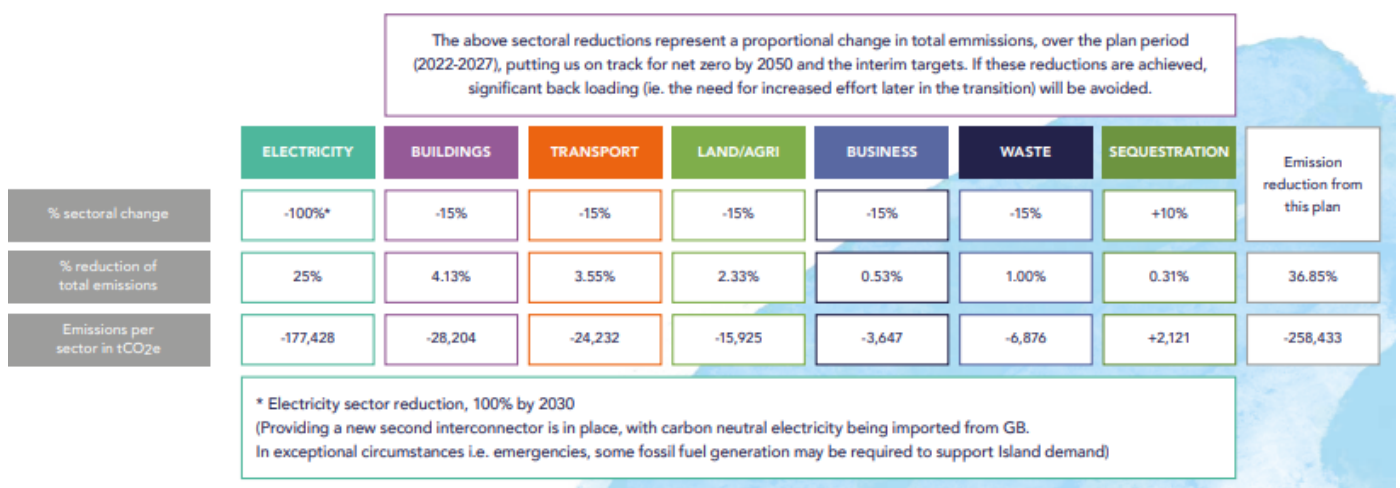 The above sectoral reductions represent a proportional change in total emmissions, over the plan period
(2022-2027), putting us on track for net zero by 2050 and the interim targets. If these reductions are achieved,
significant back loading (ie. the need for increased effort later in the transition) will be avoided.
ELECTRICITY BUILDINGS TRANSPORT LAND/AGRI BUSINESS WASTE SEQUESTRATION
Emission
reduction from
this plan
% sectoral change -100%* -15% -15% -15% -15% -15% +10%
% reduction of
total emissions
25% 4.13% 3.55% 2.33% 0.53% 1.00% 0.31% 36.85%
Emissions per
sector in tCO2e
-177,428 -28,204 -24,232 -15,925 -3,647 -6,876 +2,121 -258,433
* Electricity sector reduction, 100% by 2030
(Providing a new second interconnector is in place, with carbon neutral electricity being imported from GB.
In exceptional circumstances i.e. emergencies, some fossil fuel generation may be required to support Island demand)